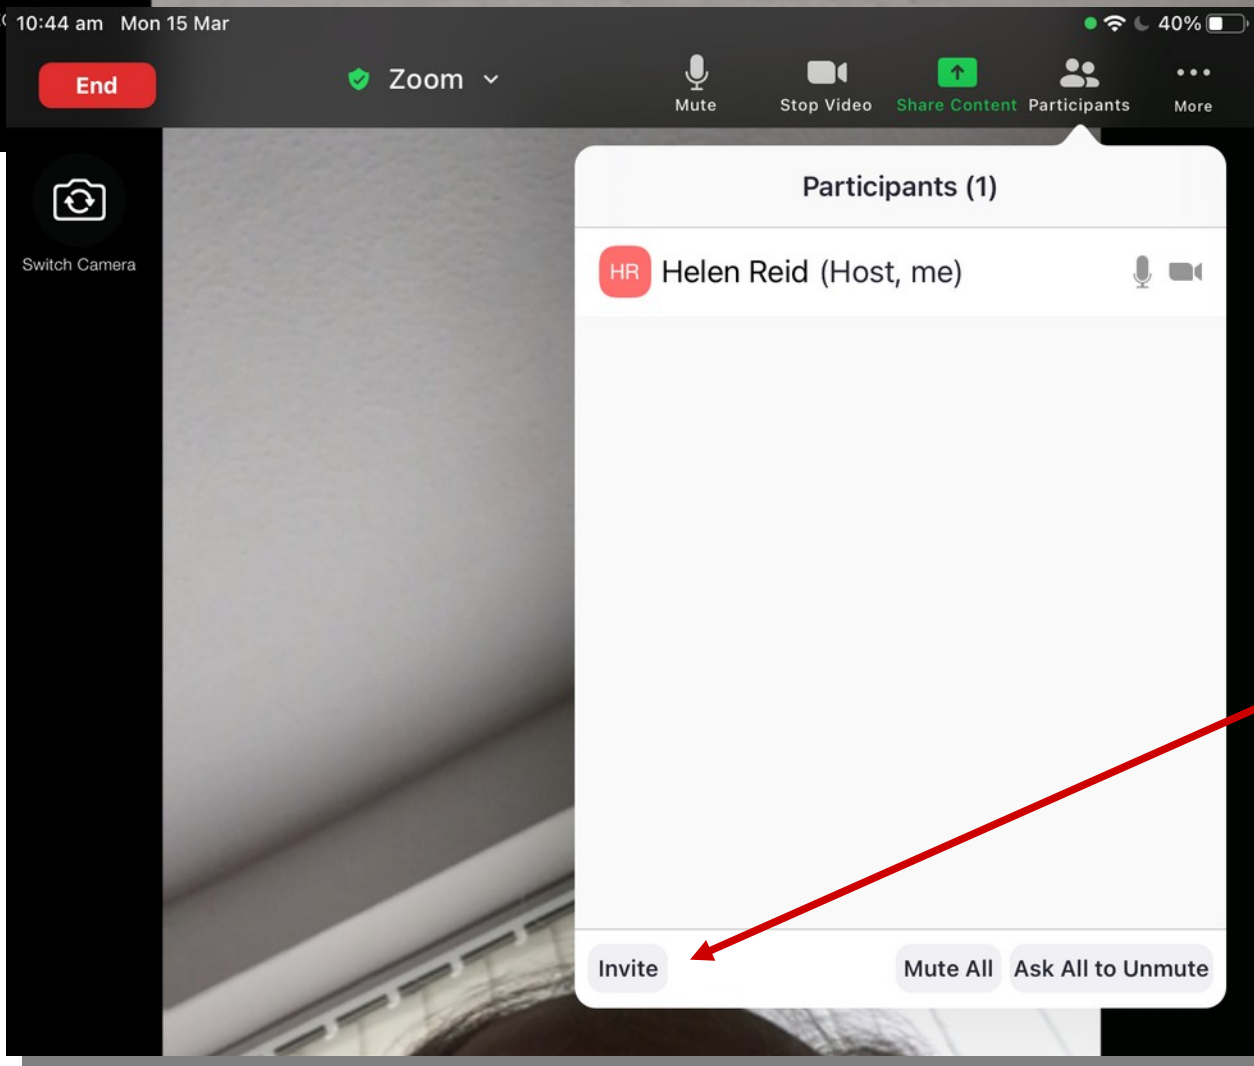 10:44 am Mon 15 Mar 40%
End Zoom Mute Stop Video Share Content Participants More
Switch Camera
Participants (1)
HR Helen Reid (Host, me)
Invite Mute All Ask All to Unmute